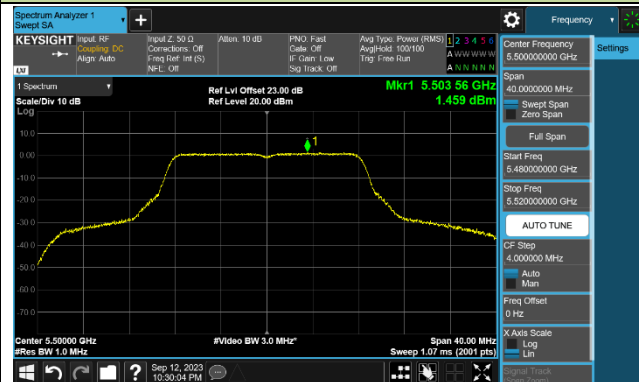 Spectrum Analyzer 1
Swept SA
Frequency
KEYSIGHT
Input: RF
Coupling: DC
Align: Auto
Input Z: 50 Ω
Corrections: Off
Freq Ref: Int (S)
NFE: Off
Atten: 10 dB
PNO: Fast
Gate: Off
IF Gain: Low
Sig Track: Off
Avg Type: Power (RMS)
Avg|Hold: 100/100
Trig: Free Run
1 2 3 4 5 6
A W W W W W
A N N N N N
LXI
1 Spectrum
Scale/Div 10 dB
Ref Lvl Offset 23.00 dB
Ref Level 20.00 dBm
Mkr1 5.503 56 GHz
1.459 dBm
Log
10.0
0.00
-10.0
-20.0
-30.0
-40.0
-50.0
-60.0
-70.0
1
Center 5.50000 GHz
#Res BW 1.0 MHz
#Video BW 3.0 MHz*
Span 40.00 MHz
Sweep 1.07 ms (2001 pts)
Sep 12, 2023
10:30:04 PM
Center Frequency
5.500000000 GHz
Settings
Span
40.0000000 MHz
Swept Span
Zero Span
Full Span
Start Freq
5.480000000 GHz
Stop Freq
5.520000000 GHz
AUTO TUNE
CF Step
4.000000 MHz
Auto
Man
Freq Offset
0 Hz
X Axis Scale
Log
Lin
Signal Track
(Span Zoom)